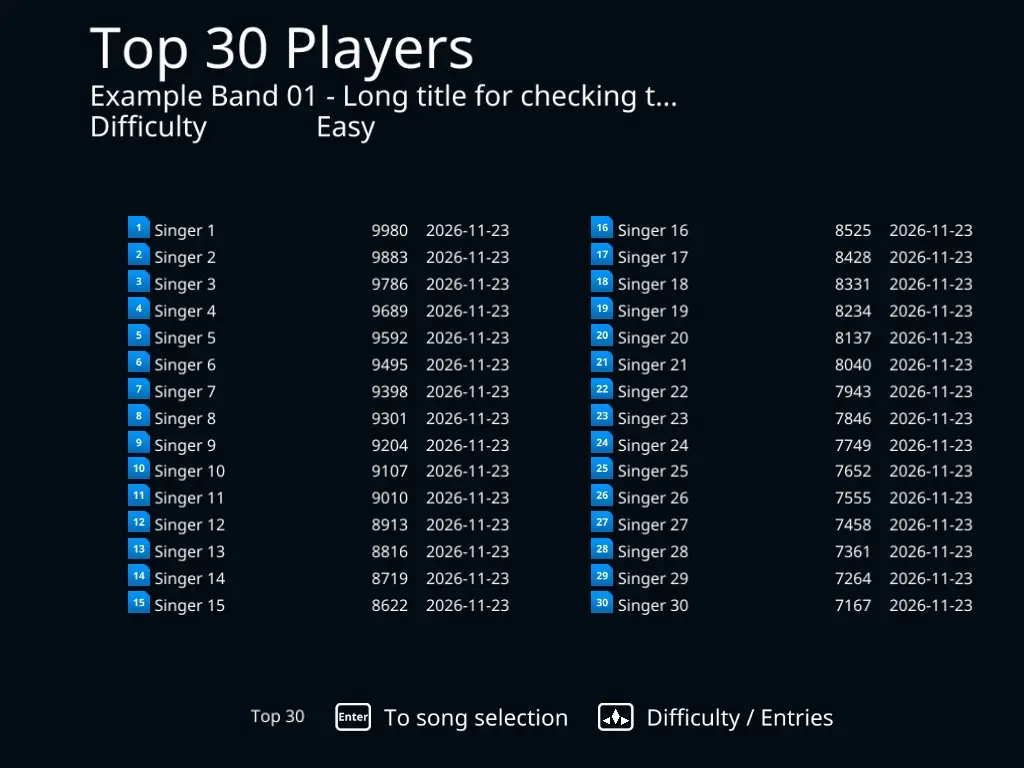 Top 30 Players
Example Band 01 - Long title for checking t...
Difficulty Easy
1 Singer 1 9980 2026-11-23
2 Singer 2 9883 2026-11-23
3 Singer 3 9786 2026-11-23
4 Singer 4 9689 2026-11-23
5 Singer 5 9592 2026-11-23
6 Singer 6 9495 2026-11-23
7 Singer 7 9398 2026-11-23
8 Singer 8 9301 2026-11-23
9 Singer 9 9204 2026-11-23
10 Singer 10 9107 2026-11-23
11 Singer 11 9010 2026-11-23
12 Singer 12 8913 2026-11-23
13 Singer 13 8816 2026-11-23
14 Singer 14 8719 2026-11-23
15 Singer 15 8622 2026-11-23
16 Singer 16 8525 2026-11-23
17 Singer 17 8428 2026-11-23
18 Singer 18 8331 2026-11-23
19 Singer 19 8234 2026-11-23
20 Singer 20 8137 2026-11-23
21 Singer 21 8040 2026-11-23
22 Singer 22 7943 2026-11-23
23 Singer 23 7846 2026-11-23
24 Singer 24 7749 2026-11-23
25 Singer 25 7652 2026-11-23
26 Singer 26 7555 2026-11-23
27 Singer 27 7458 2026-11-23
28 Singer 28 7361 2026-11-23
29 Singer 29 7264 2026-11-23
30 Singer 30 7167 2026-11-23
Top 30 Enter To song selection Difficulty / Entries